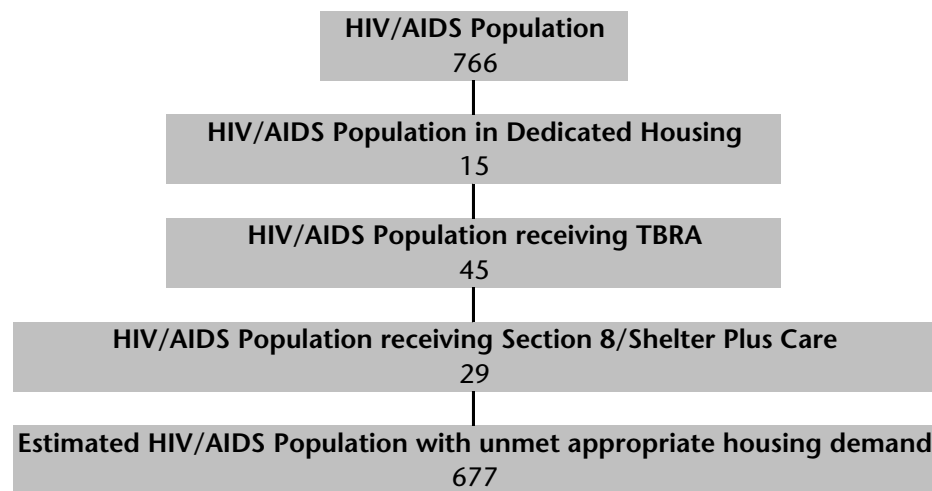 HIV/AIDS Population
766
HIV/AIDS Population in Dedicated Housing
15
HIV/AIDS Population receiving TBRA
45
HIV/AIDS Population receiving Section 8/Shelter Plus Care
29
Estimated HIV/AIDS Population with unmet appropriate housing demand
677